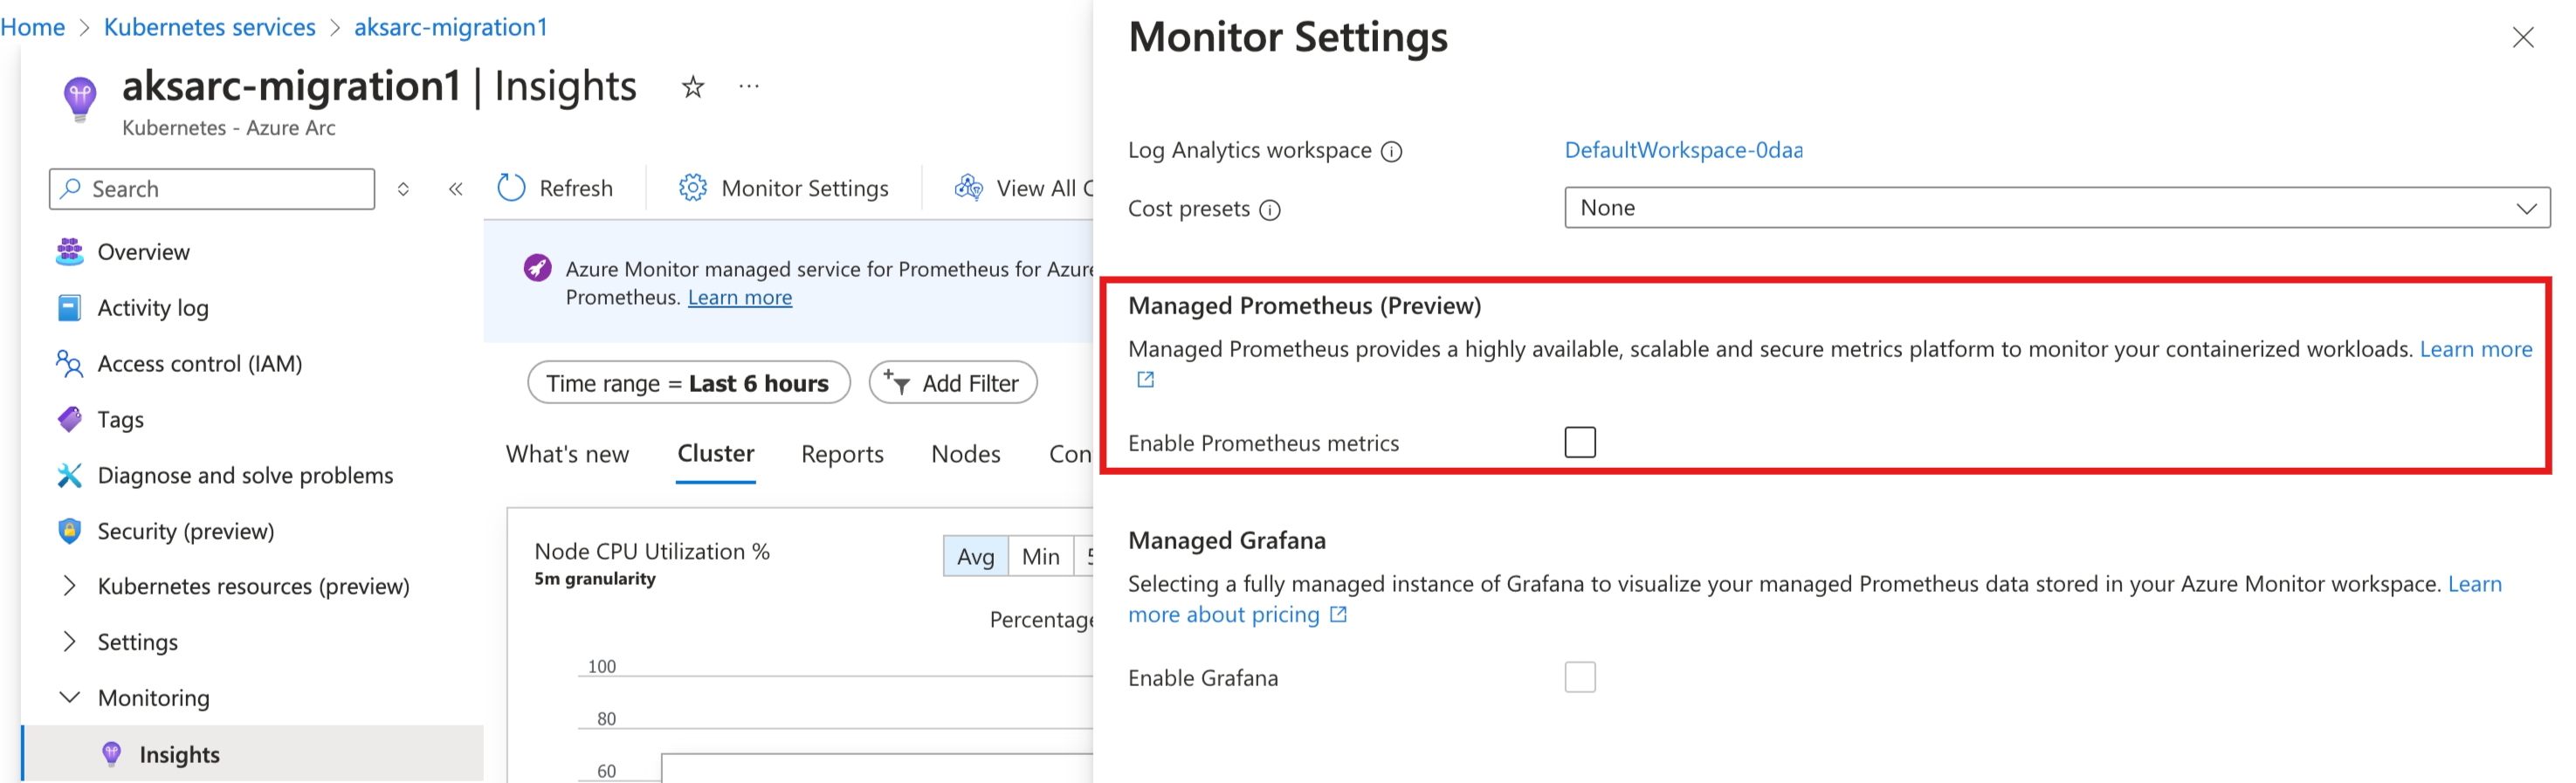 Home > Kubernetes services > aksarc-migration1
aksarc-migration1 | Insights
Kubernetes - Azure Arc
Search
Overview
Activity log
Access control (IAM)
Tags
Diagnose and solve problems
Security (preview)
Kubernetes resources (preview)
Settings
Monitoring
Insights
Refresh
Monitor Settings
View All C
Azure Monitor managed service for Prometheus for Azure
Prometheus. Learn more
Time range = Last 6 hours
Add Filter
What's new
Cluster
Reports
Nodes
Con
Node CPU Utilization %
5m granularity
Avg
Min
5
Percentage
100
80
60
Monitor Settings
Log Analytics workspace
DefaultWorkspace-0daa
Cost presets
None
Managed Prometheus (Preview)
Managed Prometheus provides a highly available, scalable and secure metrics platform to monitor your containerized workloads. Learn more
Enable Prometheus metrics
Managed Grafana
Selecting a fully managed instance of Grafana to visualize your managed Prometheus data stored in your Azure Monitor workspace. Learn
more about pricing
Enable Grafana